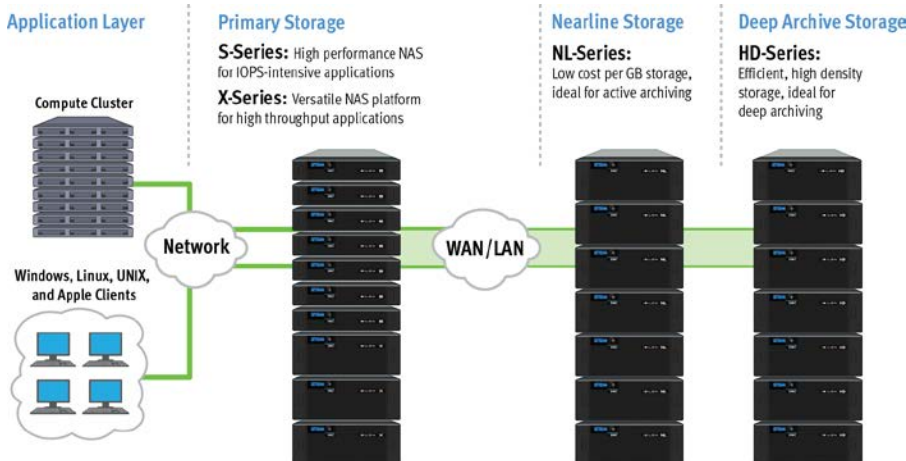 Application Layer
Primary Storage
Nearline Storage
Deep Archive Storage
S-Series: High performance NAS
for IOPS-intensive applications
X-Series: Versatile NAS platform
for high throughput applications
NL-Series:
Low cost per GB storage,
ideal for active archiving
HD-Series:
Efficient, high density
storage, ideal for
deep archiving
Compute Cluster
Network
WAN/LAN
Windows, Linux, UNIX,
and Apple Clients